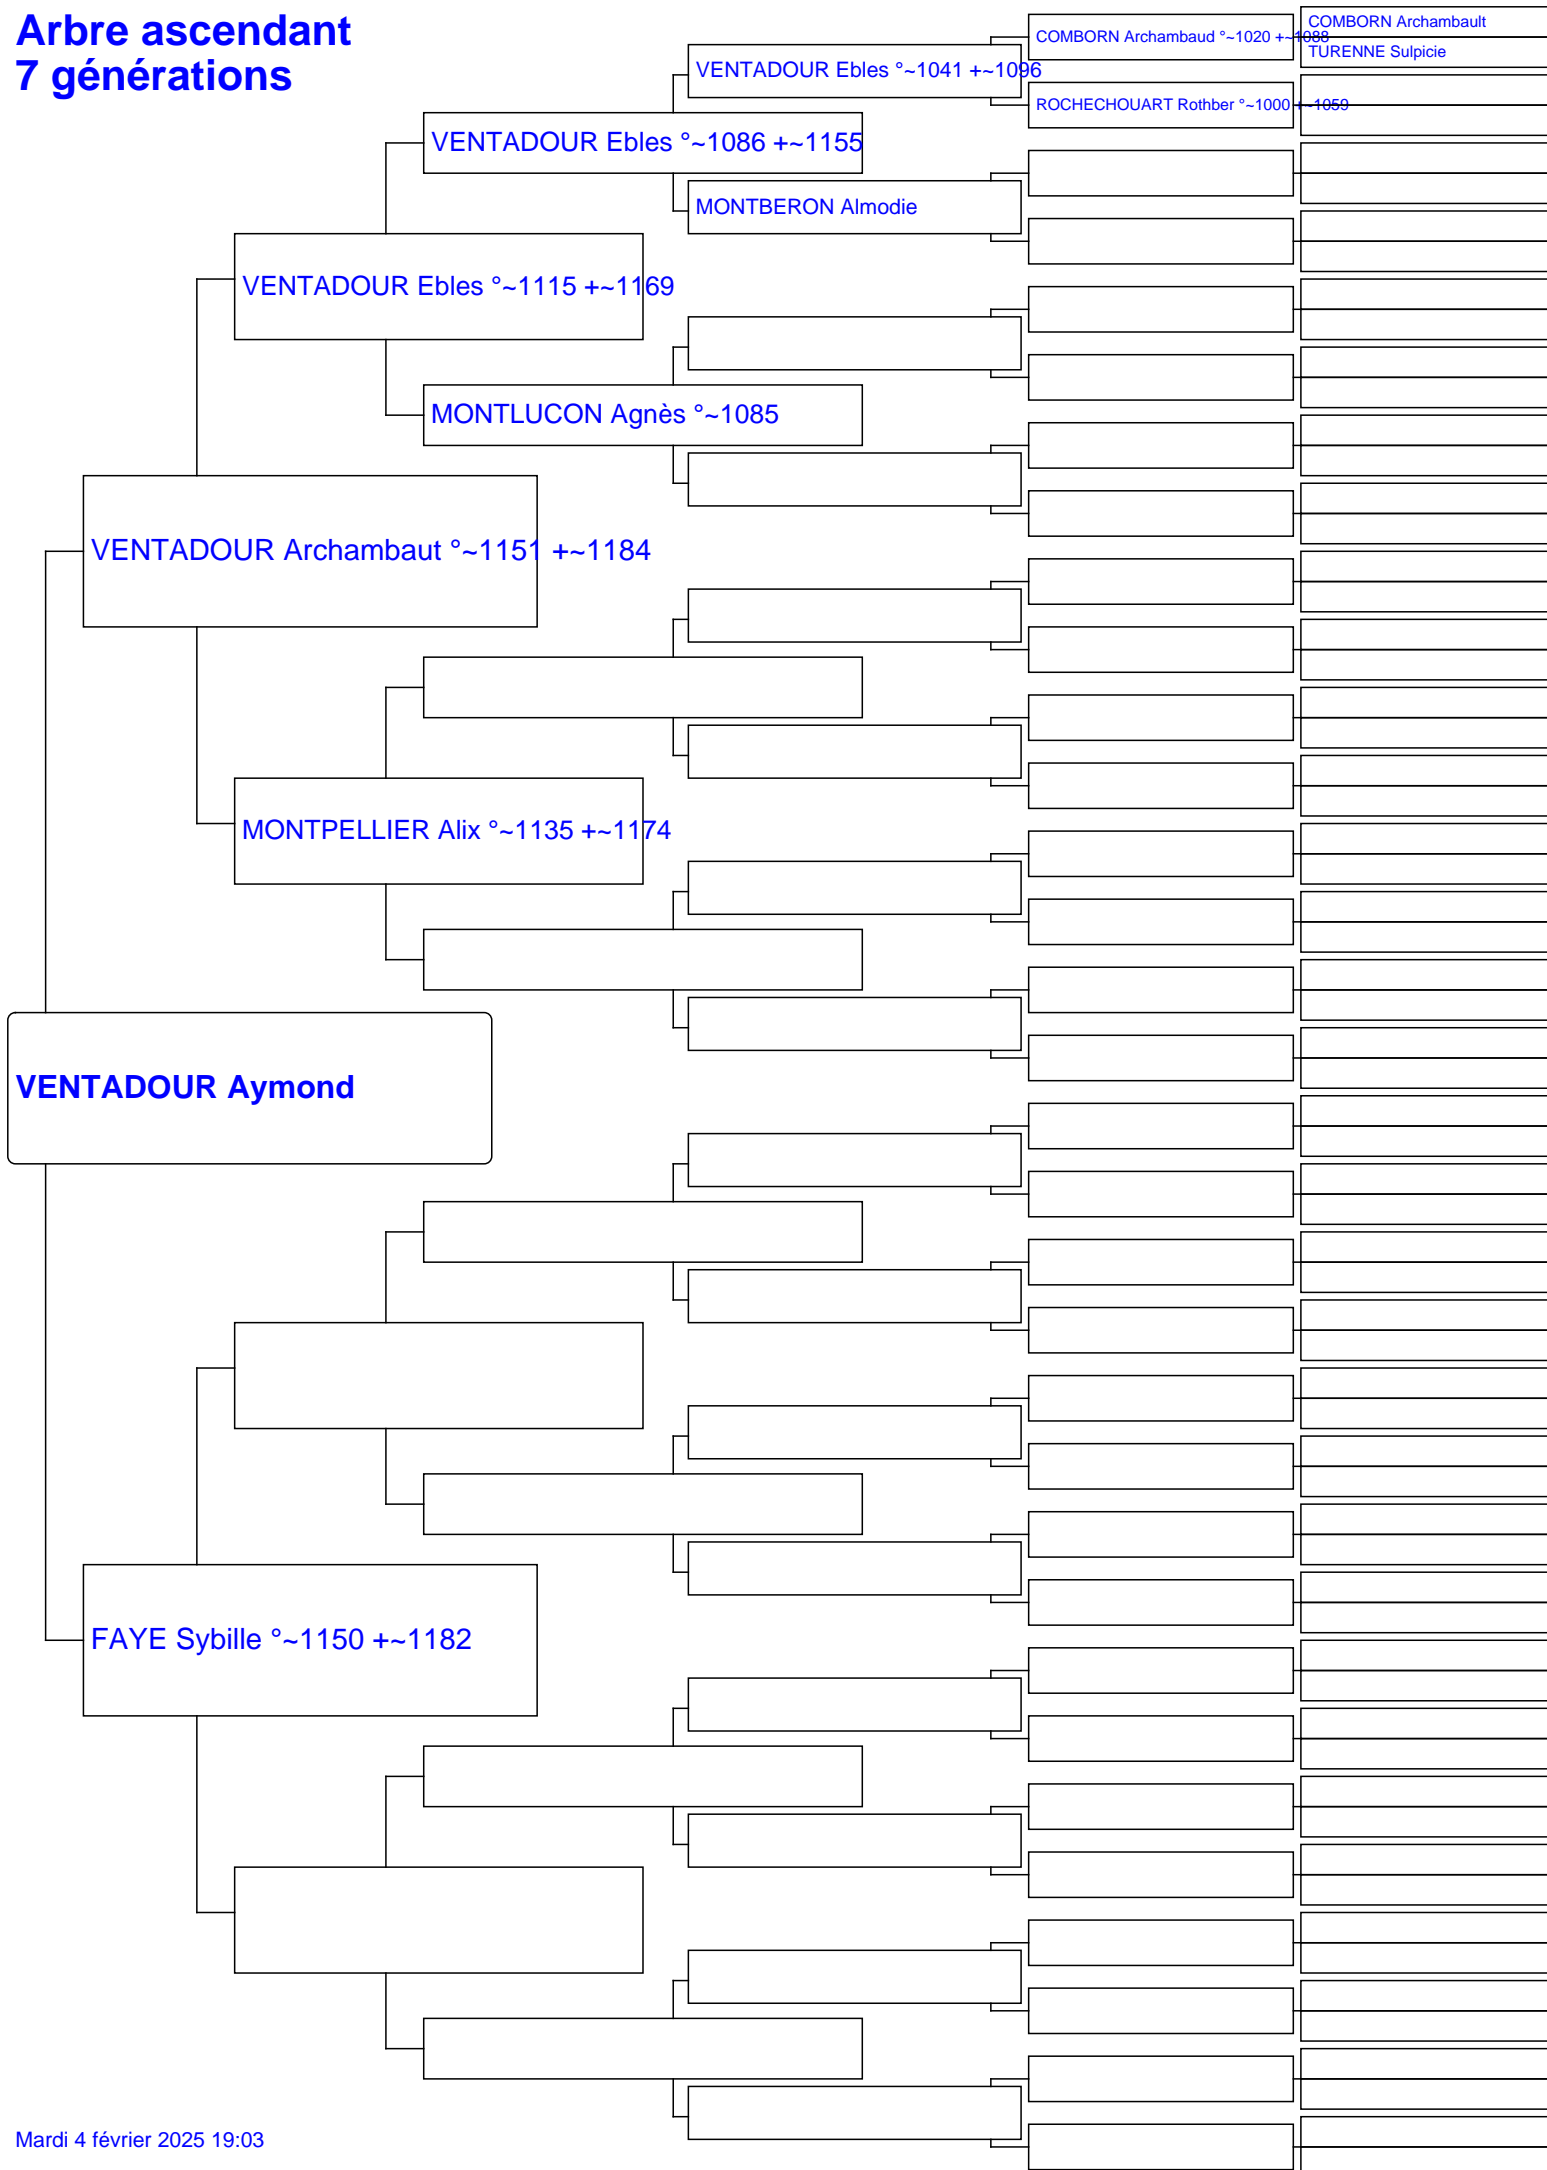 Arbre ascendant
7 générations
COMBORN Archambault
COMBORN Archambaud °~1020 +~1088
TURENNE Sulpicie
VENTADOUR Ebles °~1041 +~1096
ROCHECHOUART Rothber °~1000 +~1059
VENTADOUR Ebles °~1086 +~1155
MONTBERON Almodie
VENTADOUR Ebles °~1115 +~1169
MONTLUCON Agnès °~1085
VENTADOUR Archambaut °~1151 +~1184
MONTPELLIER Alix °~1135 +~1174
VENTADOUR Aymond
FAYE Sybille °~1150 +~1182
Mardi 4 février 2025 19:03